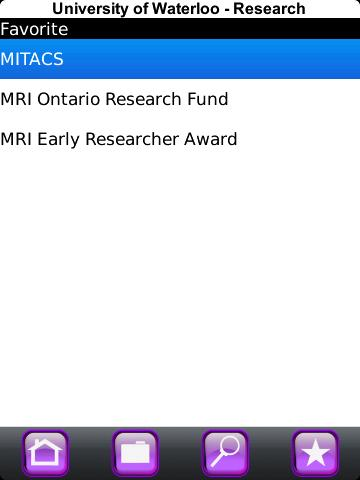 University of Waterloo - Research
Favorite
MITACS
MRI Ontario Research Fund
MRI Early Researcher Award